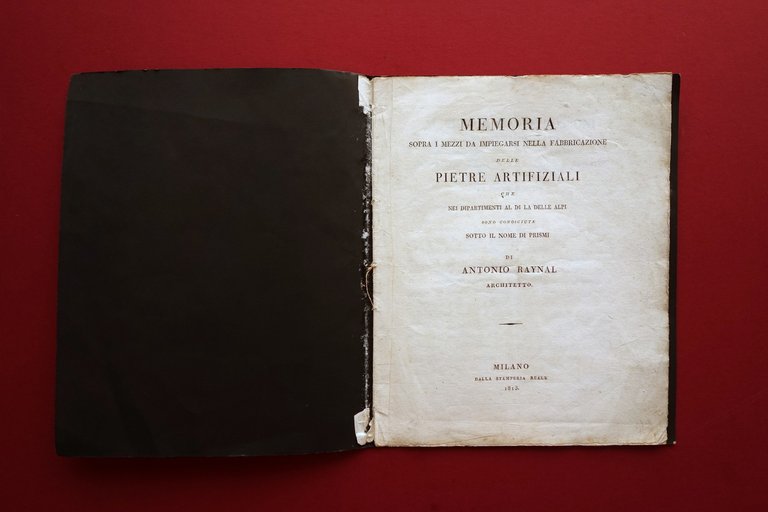 MEMORIA
SOPRA I MEZZI DA IMPIEGARSI NELLA FABBRICAZIONE
DELLE
PIETRE ARTIFIZIALI
CHE
NEI DIPARTIMENTI AL DI LA DELLE ALPI
SONO
SOTTO IL NOME DI PRISMI
DI
ANTONIO RAYNAL
ARCHITETTO.
MILANO
DALLA STAMPERIA REALE
1813.